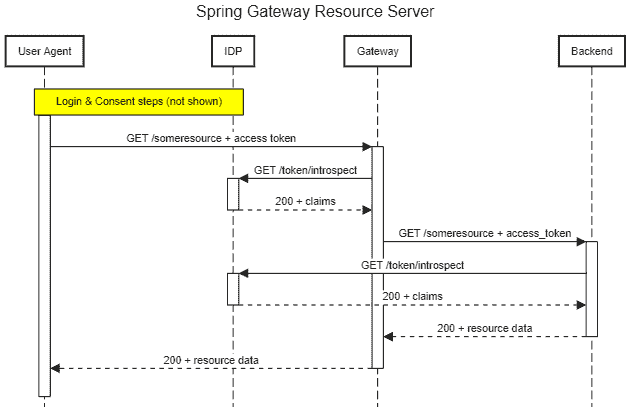 Spring Gateway Resource Server
User Agent
IDP
Gateway
Backend
Login & Consent steps (not shown)
GET /someresource + access token
GET /token/introspect
200 + claims
GET /someresource + access_token
GET /token/introspect
200 + claims
200 + resource data
200 + resource data